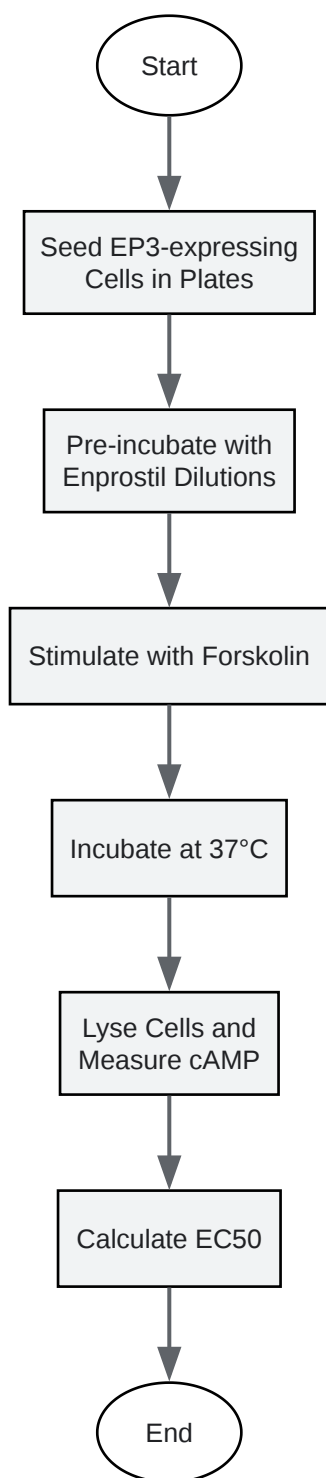 Start
Seed EP3-expressing
Cells in Plates
Pre-incubate with
Enprostil Dilutions
Stimulate with Forskolin
Incubate at 37°C
Lyse Cells and
Measure cAMP
Calculate EC50
End